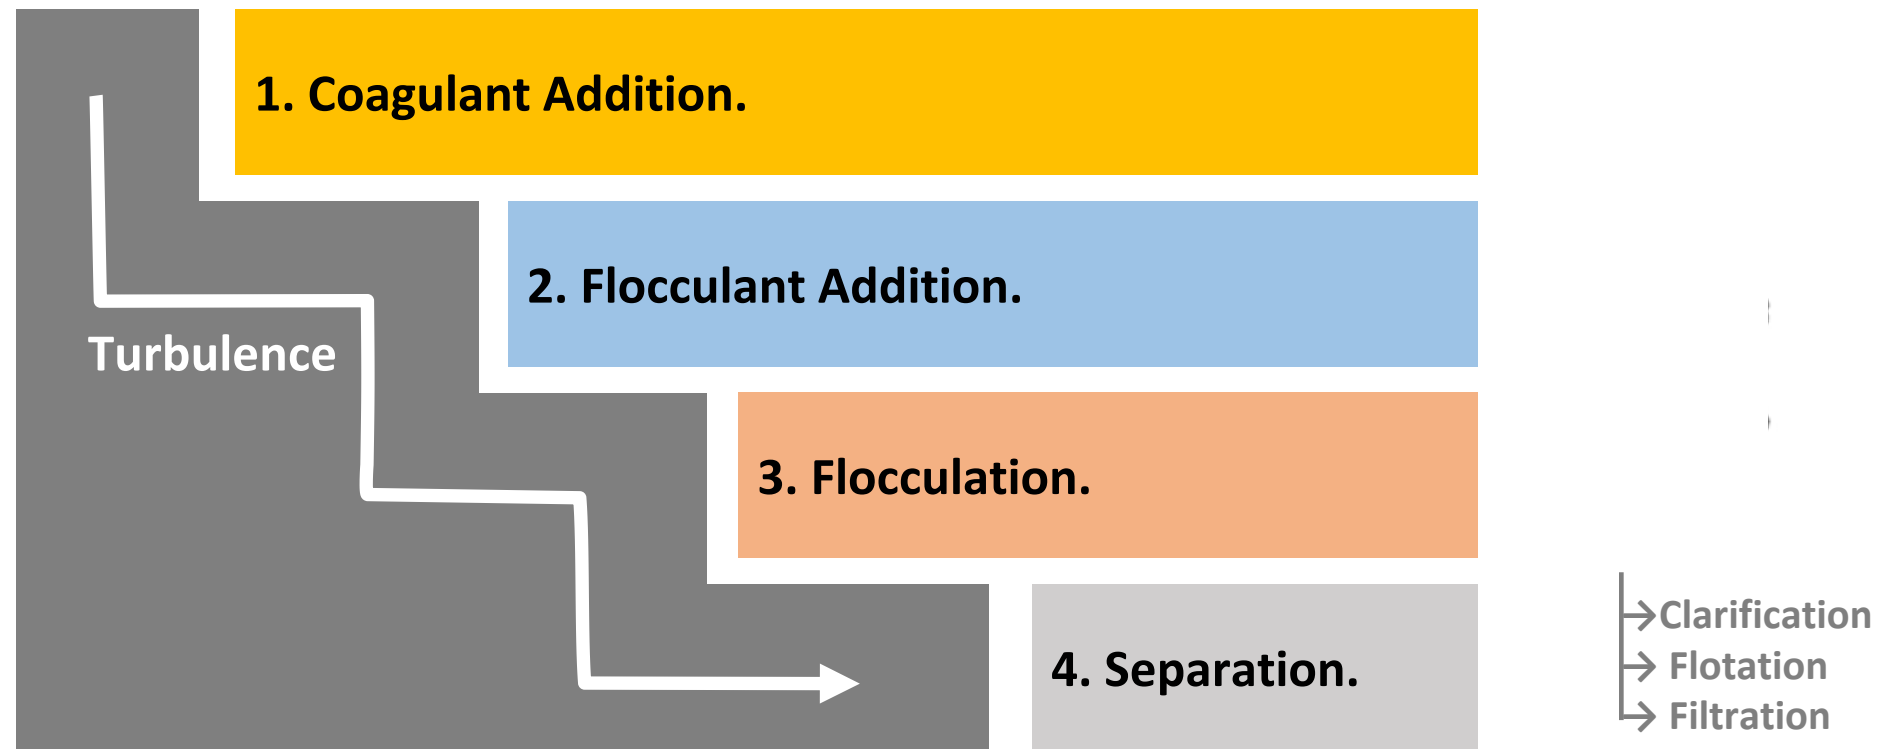 1. Coagulant Addition.
2. Flocculant Addition.
Turbulence
3. Flocculation.
4. Separation.
Clarification
Flotation
Filtration